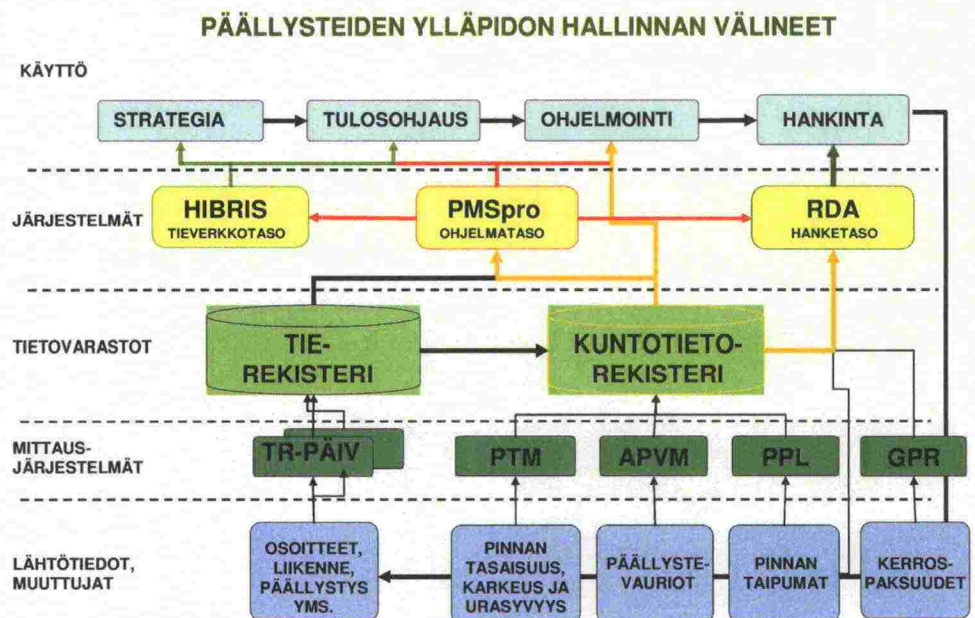 PÄÄLLYSTEIDEN YLLÄPIDON HALLINNAN VÄLINEET
KÄYTTÖ
STRATEGIA
TULOSOHJAUS
OHJELMOINTI
HANKINTA
JÄRJESTELMÄT
HIBRIS
TIEVERKKOTASO
PMSpro
OHJELMATASO
RDA
HANKETASO
TIETOVARASTOT
TIE-
REKISTERI
KUNTOTIETO-
REKISTERI
MITTAUS-
JÄRJESTELMÄT
TR-PÄIV
PTM
APVM
PPL
GPR
LÄHTÖTIEDOT,
MUUTTUJAT
OSOITTEET,
LIIKENNE,
PÄÄLLYSTYS
YMS.
PINNAN
TASAISUUS,
KARKEUS JA
URASYVYYS
PÄÄLLYSTE-
VAURIOT
PINNAN
TAIPUMAT
KERROS-
PAKSUUDET